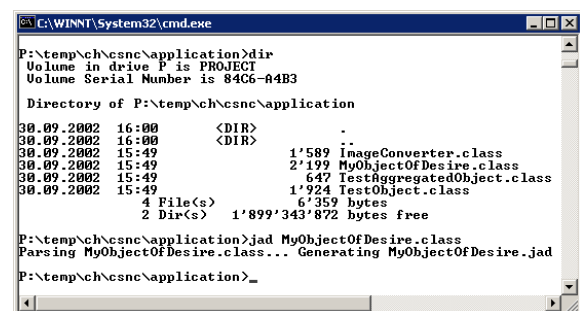 C:\WINNT\System32\cmd.exe
P:\temp\ch\csnc\application>dir
Volume in drive P is PROJECT
Volume Serial Number is 84C6-A4B3
Directory of P:\temp\ch\csnc\application
30.09.2002 16:00 <DIR> .
30.09.2002 16:00 <DIR> ..
30.09.2002 15:49 1'589 ImageConverter.class
30.09.2002 15:49 2'199 MyObjectOfDesire.class
30.09.2002 15:49 647 TestAggregatedObject.class
30.09.2002 15:49 1'924 TestObject.class
4 File(s) 6'359 bytes
2 Dir(s) 1'899'343'872 bytes free
P:\temp\ch\csnc\application>jad MyObjectOfDesire.class
Parsing MyObjectOfDesire.class... Generating MyObjectOfDesire.jad
P:\temp\ch\csnc\application>_